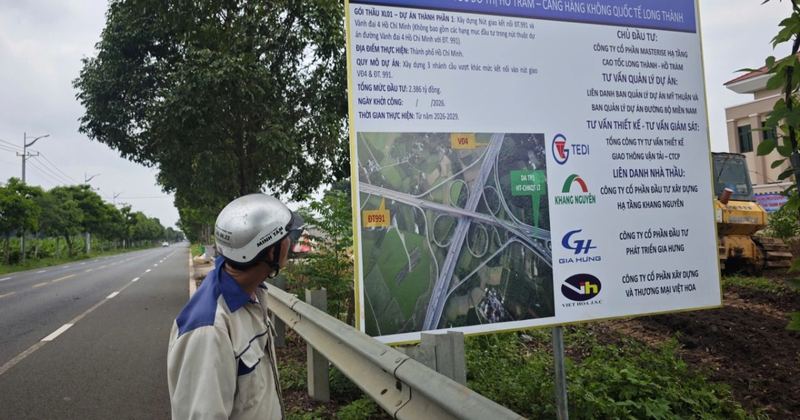 ĐÔ THỊ HỒ TRÀM – CẢNG HÀNG KHÔNG QUỐC TẾ LONG THÀNH
GÓI THẦU XL01 – DỰ ÁN THÀNH PHẦN 1: Xây dựng Nút giao kết nối ĐT.991 và
Vành đai 4 Hồ Chí Minh (Không bao gồm các hạng mục đầu tư trong nút thuộc dự
án đường Vành đai 4 Hồ Chí Minh với ĐT. 991)
ĐỊA ĐIỂM THỰC HIỆN: Thành phố Hồ Chí Minh.
QUY MÔ DỰ ÁN: Xây dựng 3 nhánh cầu vượt khác mức kết nối vào nút giao
VĐ4 & ĐT. 991.
TỔNG MỨC ĐẦU TƯ: 2.386 tỷ đồng.
NGÀY KHỞI CÔNG: / /2026.
THỜI GIAN THỰC HIỆN: Từ năm 2026-2029.
VĐ4
ĐT991
HT-CHKQT LT
CHỦ ĐẦU TƯ:
CÔNG TY CỔ PHẦN MASTERISE HẠ TẦNG
CAO TỐC LONG THÀNH - HỒ TRÀM
TƯ VẤN QUẢN LÝ DỰ ÁN:
LIÊN DANH BAN QUẢN LÝ DỰ ÁN MỸ THUẬN VÀ
BAN QUẢN LÝ DỰ ÁN ĐƯỜNG BỘ MIỀN NAM
TƯ VẤN THIẾT KẾ - TƯ VẤN GIÁM SÁT:
TEDI
TỔNG CÔNG TY TƯ VẤN THIẾT KẾ
GIAO THÔNG VẬN TẢI – CTCP
LIÊN DANH NHÀ THẦU:
KHANG NGUYÊN
CÔNG TY CỔ PHẦN ĐẦU TƯ XÂY DỰNG
HẠ TẦNG KHANG NGUYÊN
GIA HƯNG
CÔNG TY CỔ PHẦN ĐẦU TƯ
PHÁT TRIỂN GIA HƯNG
vh
VIET HOA .,JSC
CÔNG TY CỔ PHẦN XÂY DỰNG
VÀ THƯƠNG MẠI VIỆT HOA
MINH